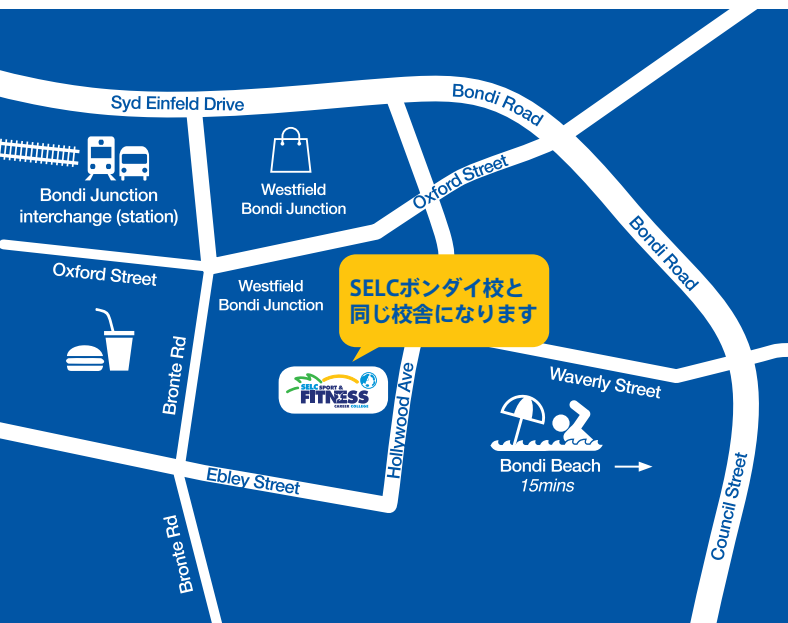 Syd Einfeld Drive
Bondi Road
Bondi Junction
interchange (station)
Westfield
Bondi Junction
Oxford Street
Bondi Road
Oxford Street
Westfield
Bondi Junction
SELCボンダイ校と
同じ校舎になります
Bronte Rd
SELC SPORT &
FITNESS
CAREER COLLEGE
Hollywood Ave
Waverly Street
Bondi Beach
15mins
Ebley Street
Council Street
Bronte Rd